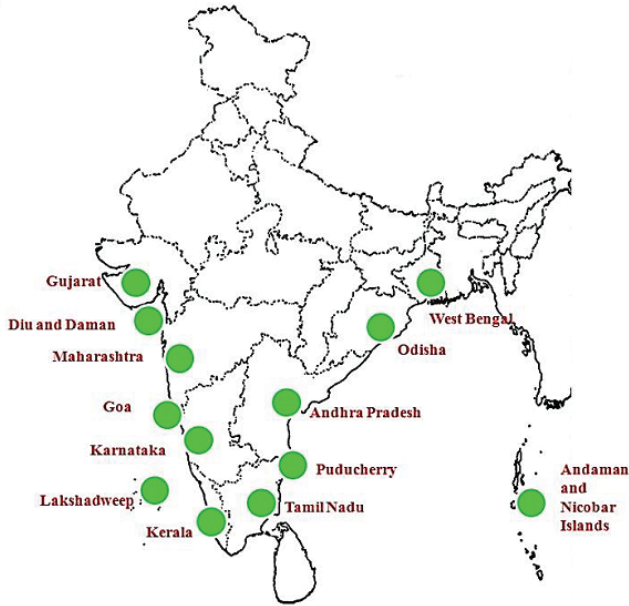 Gujarat
Diu and Daman
Maharashtra
Goa
Karnataka
Lakshadweep
Kerala
West Bengal
Odisha
Andhra Pradesh
Puducherry
Tamil Nadu
Andaman
and
Nicobar
Islands